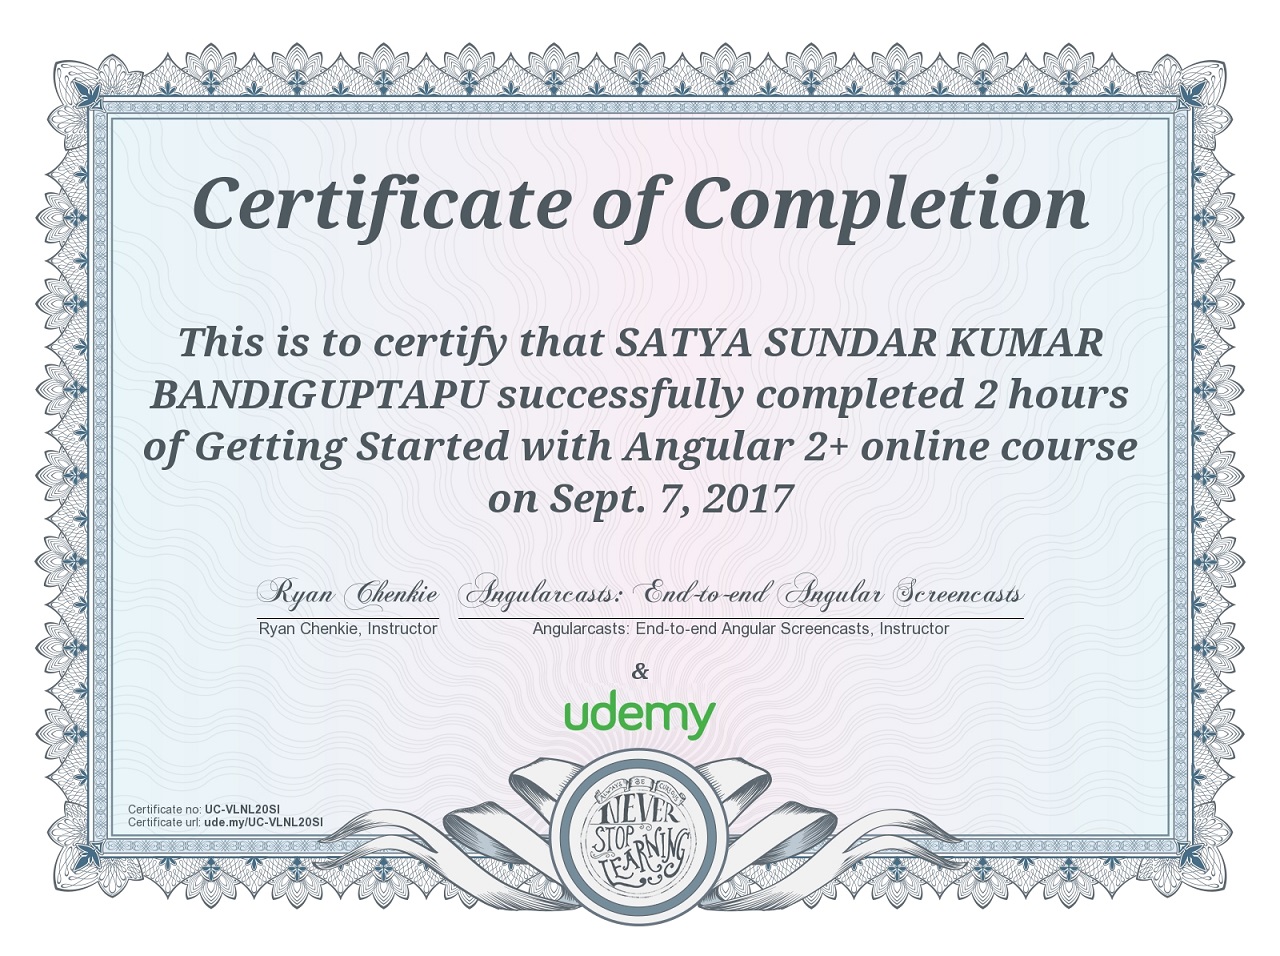 Certificate of Completion
This is to certify that SATYA SUNDAR KUMAR
BANDIGUPTAPU successfully completed 2 hours
of Getting Started with Angular 2+ online course
on Sept. 7, 2017
Ryan Chenkie Angularcasts: End-to-end Angular Screencasts
Ryan Chenkie, Instructor Angularcasts: End-to-end Angular Screencasts, Instructor
&
udemy
Certificate no: UC-VLNL20SI
Certificate url: ude.my/UC-VLNL20SI
ALWAYS BE CURIOUS
NEVER
STOP
LEARNING